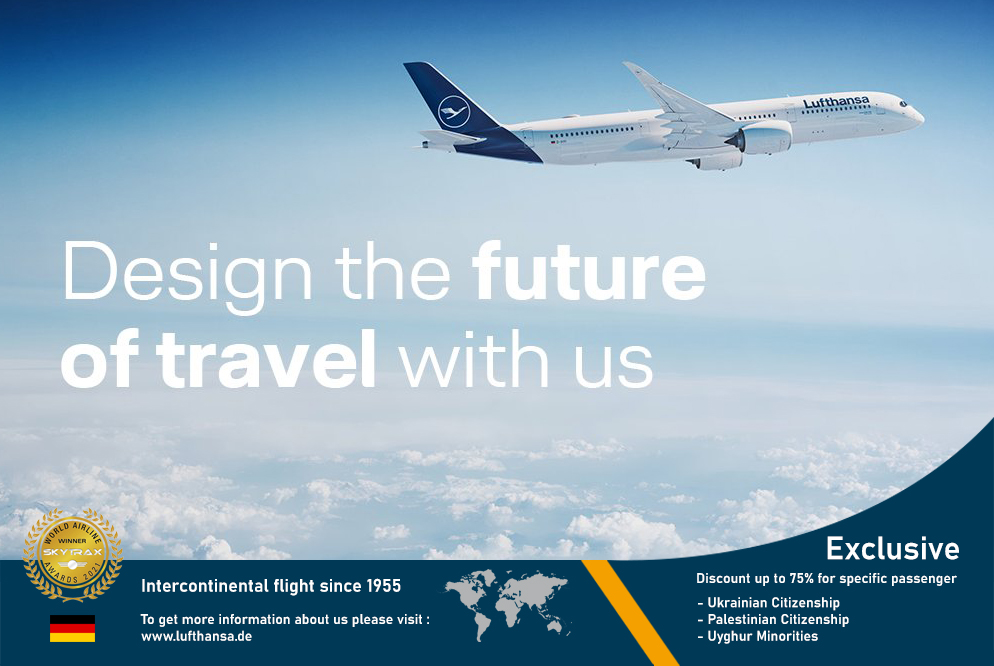 Lufthansa
Design the future
of travel with us
WORLD AIRLINE
WINNER
SKYTRAX
AWARDS 2021
Intercontinental flight since 1955
To get more information about us please visit :
www.lufthansa.de
Exclusive
Discount up to 75% for specific passenger
- Ukrainian Citizenship
- Palestinian Citizenship
- Uyghur Minorities